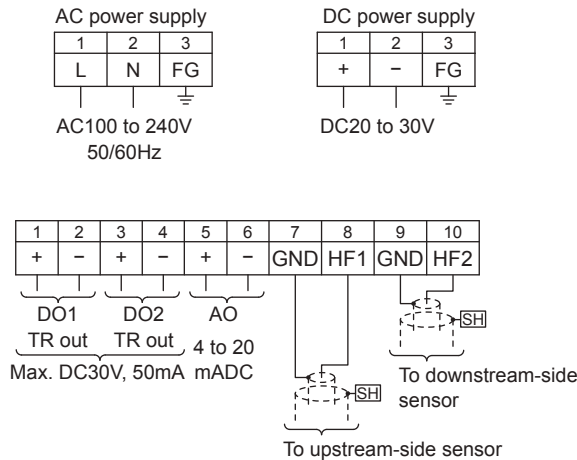 AC power supply
1 2 3
L N FG
AC100 to 240V
50/60Hz
DC power supply
1 2 3
+ − FG
DC20 to 30V
1 2 3 4 5 6 7 8 9 10
+ − + − + − GND HF1 GND HF2
DO1 DO2 AO
TR out TR out 4 to 20
Max. DC30V, 50mA mADC
SH
To downstream-side
sensor
SH
To upstream-side sensor